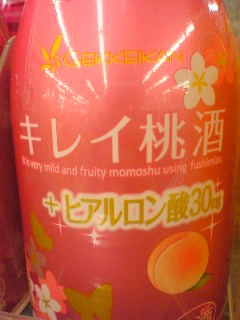 GEKKEIKAN
キレイ桃酒
It is very mild and fruity momoshu using fushimizu
+ヒアルロン酸30mg